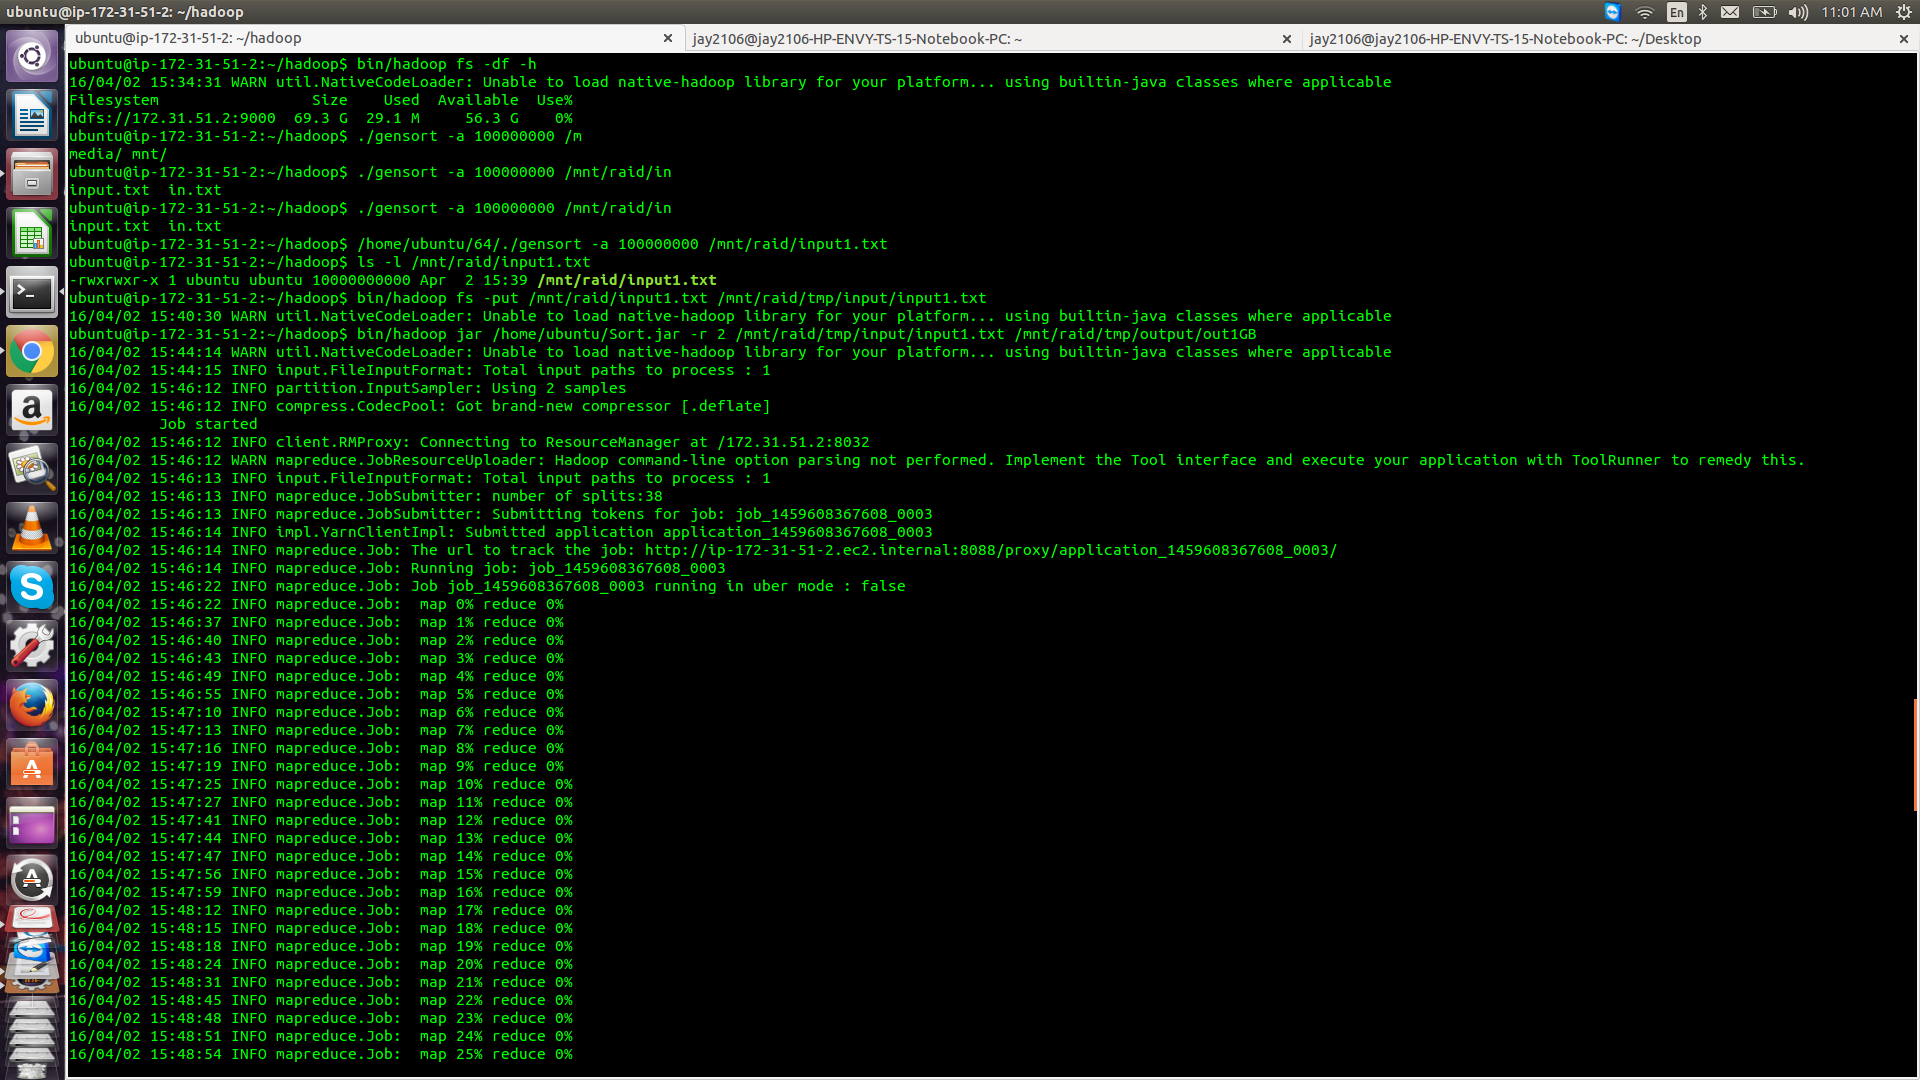 ubuntu@ip-172-31-51-2: ~/hadoop
En
11:01 AM
ubuntu@ip-172-31-51-2: ~/hadoop
jay2106@jay2106-HP-ENVY-TS-15-Notebook-PC: ~
jay2106@jay2106-HP-ENVY-TS-15-Notebook-PC: ~/Desktop
ubuntu@ip-172-31-51-2:~/hadoop$ bin/hadoop fs -df -h
16/04/02 15:34:31 WARN util.NativeCodeLoader: Unable to load native-hadoop library for your platform... using builtin-java classes where applicable
Filesystem                 Size    Used  Available  Use%
hdfs://172.31.51.2:9000  69.3 G  29.1 M     56.3 G    0%
ubuntu@ip-172-31-51-2:~/hadoop$ ./gensort -a 100000000 /m
media/ mnt/
ubuntu@ip-172-31-51-2:~/hadoop$ ./gensort -a 100000000 /mnt/raid/in
input.txt  in.txt
ubuntu@ip-172-31-51-2:~/hadoop$ ./gensort -a 100000000 /mnt/raid/in
input.txt  in.txt
ubuntu@ip-172-31-51-2:~/hadoop$ /home/ubuntu/64/./gensort -a 100000000 /mnt/raid/input1.txt
ubuntu@ip-172-31-51-2:~/hadoop$ ls -l /mnt/raid/input1.txt
-rwxrwxr-x 1 ubuntu ubuntu 10000000000 Apr  2 15:39 /mnt/raid/input1.txt
ubuntu@ip-172-31-51-2:~/hadoop$ bin/hadoop fs -put /mnt/raid/input1.txt /mnt/raid/tmp/input/input1.txt
16/04/02 15:40:30 WARN util.NativeCodeLoader: Unable to load native-hadoop library for your platform... using builtin-java classes where applicable
ubuntu@ip-172-31-51-2:~/hadoop$ bin/hadoop jar /home/ubuntu/Sort.jar -r 2 /mnt/raid/tmp/input/input1.txt /mnt/raid/tmp/output/out1GB
16/04/02 15:44:14 WARN util.NativeCodeLoader: Unable to load native-hadoop library for your platform... using builtin-java classes where applicable
16/04/02 15:44:15 INFO input.FileInputFormat: Total input paths to process : 1
16/04/02 15:46:12 INFO partition.InputSampler: Using 2 samples
16/04/02 15:46:12 INFO compress.CodecPool: Got brand-new compressor [.deflate]
Job started
16/04/02 15:46:12 INFO client.RMProxy: Connecting to ResourceManager at /172.31.51.2:8032
16/04/02 15:46:12 WARN mapreduce.JobResourceUploader: Hadoop command-line option parsing not performed. Implement the Tool interface and execute your application with ToolRunner to remedy this.
16/04/02 15:46:13 INFO input.FileInputFormat: Total input paths to process : 1
16/04/02 15:46:13 INFO mapreduce.JobSubmitter: number of splits:38
16/04/02 15:46:13 INFO mapreduce.JobSubmitter: Submitting tokens for job: job_1459608367608_0003
16/04/02 15:46:14 INFO impl.YarnClientImpl: Submitted application application_1459608367608_0003
16/04/02 15:46:14 INFO mapreduce.Job: The url to track the job: http://ip-172-31-51-2.ec2.internal:8088/proxy/application_1459608367608_0003/
16/04/02 15:46:14 INFO mapreduce.Job: Running job: job_1459608367608_0003
16/04/02 15:46:22 INFO mapreduce.Job: Job job_1459608367608_0003 running in uber mode : false
16/04/02 15:46:22 INFO mapreduce.Job:  map 0% reduce 0%
16/04/02 15:46:37 INFO mapreduce.Job:  map 1% reduce 0%
16/04/02 15:46:40 INFO mapreduce.Job:  map 2% reduce 0%
16/04/02 15:46:43 INFO mapreduce.Job:  map 3% reduce 0%
16/04/02 15:46:49 INFO mapreduce.Job:  map 4% reduce 0%
16/04/02 15:46:55 INFO mapreduce.Job:  map 5% reduce 0%
16/04/02 15:47:10 INFO mapreduce.Job:  map 6% reduce 0%
16/04/02 15:47:13 INFO mapreduce.Job:  map 7% reduce 0%
16/04/02 15:47:16 INFO mapreduce.Job:  map 8% reduce 0%
16/04/02 15:47:19 INFO mapreduce.Job:  map 9% reduce 0%
16/04/02 15:47:25 INFO mapreduce.Job:  map 10% reduce 0%
16/04/02 15:47:27 INFO mapreduce.Job:  map 11% reduce 0%
16/04/02 15:47:41 INFO mapreduce.Job:  map 12% reduce 0%
16/04/02 15:47:44 INFO mapreduce.Job:  map 13% reduce 0%
16/04/02 15:47:47 INFO mapreduce.Job:  map 14% reduce 0%
16/04/02 15:47:56 INFO mapreduce.Job:  map 15% reduce 0%
16/04/02 15:47:59 INFO mapreduce.Job:  map 16% reduce 0%
16/04/02 15:48:12 INFO mapreduce.Job:  map 17% reduce 0%
16/04/02 15:48:15 INFO mapreduce.Job:  map 18% reduce 0%
16/04/02 15:48:18 INFO mapreduce.Job:  map 19% reduce 0%
16/04/02 15:48:24 INFO mapreduce.Job:  map 20% reduce 0%
16/04/02 15:48:31 INFO mapreduce.Job:  map 21% reduce 0%
16/04/02 15:48:45 INFO mapreduce.Job:  map 22% reduce 0%
16/04/02 15:48:48 INFO mapreduce.Job:  map 23% reduce 0%
16/04/02 15:48:51 INFO mapreduce.Job:  map 24% reduce 0%
16/04/02 15:48:54 INFO mapreduce.Job:  map 25% reduce 0%